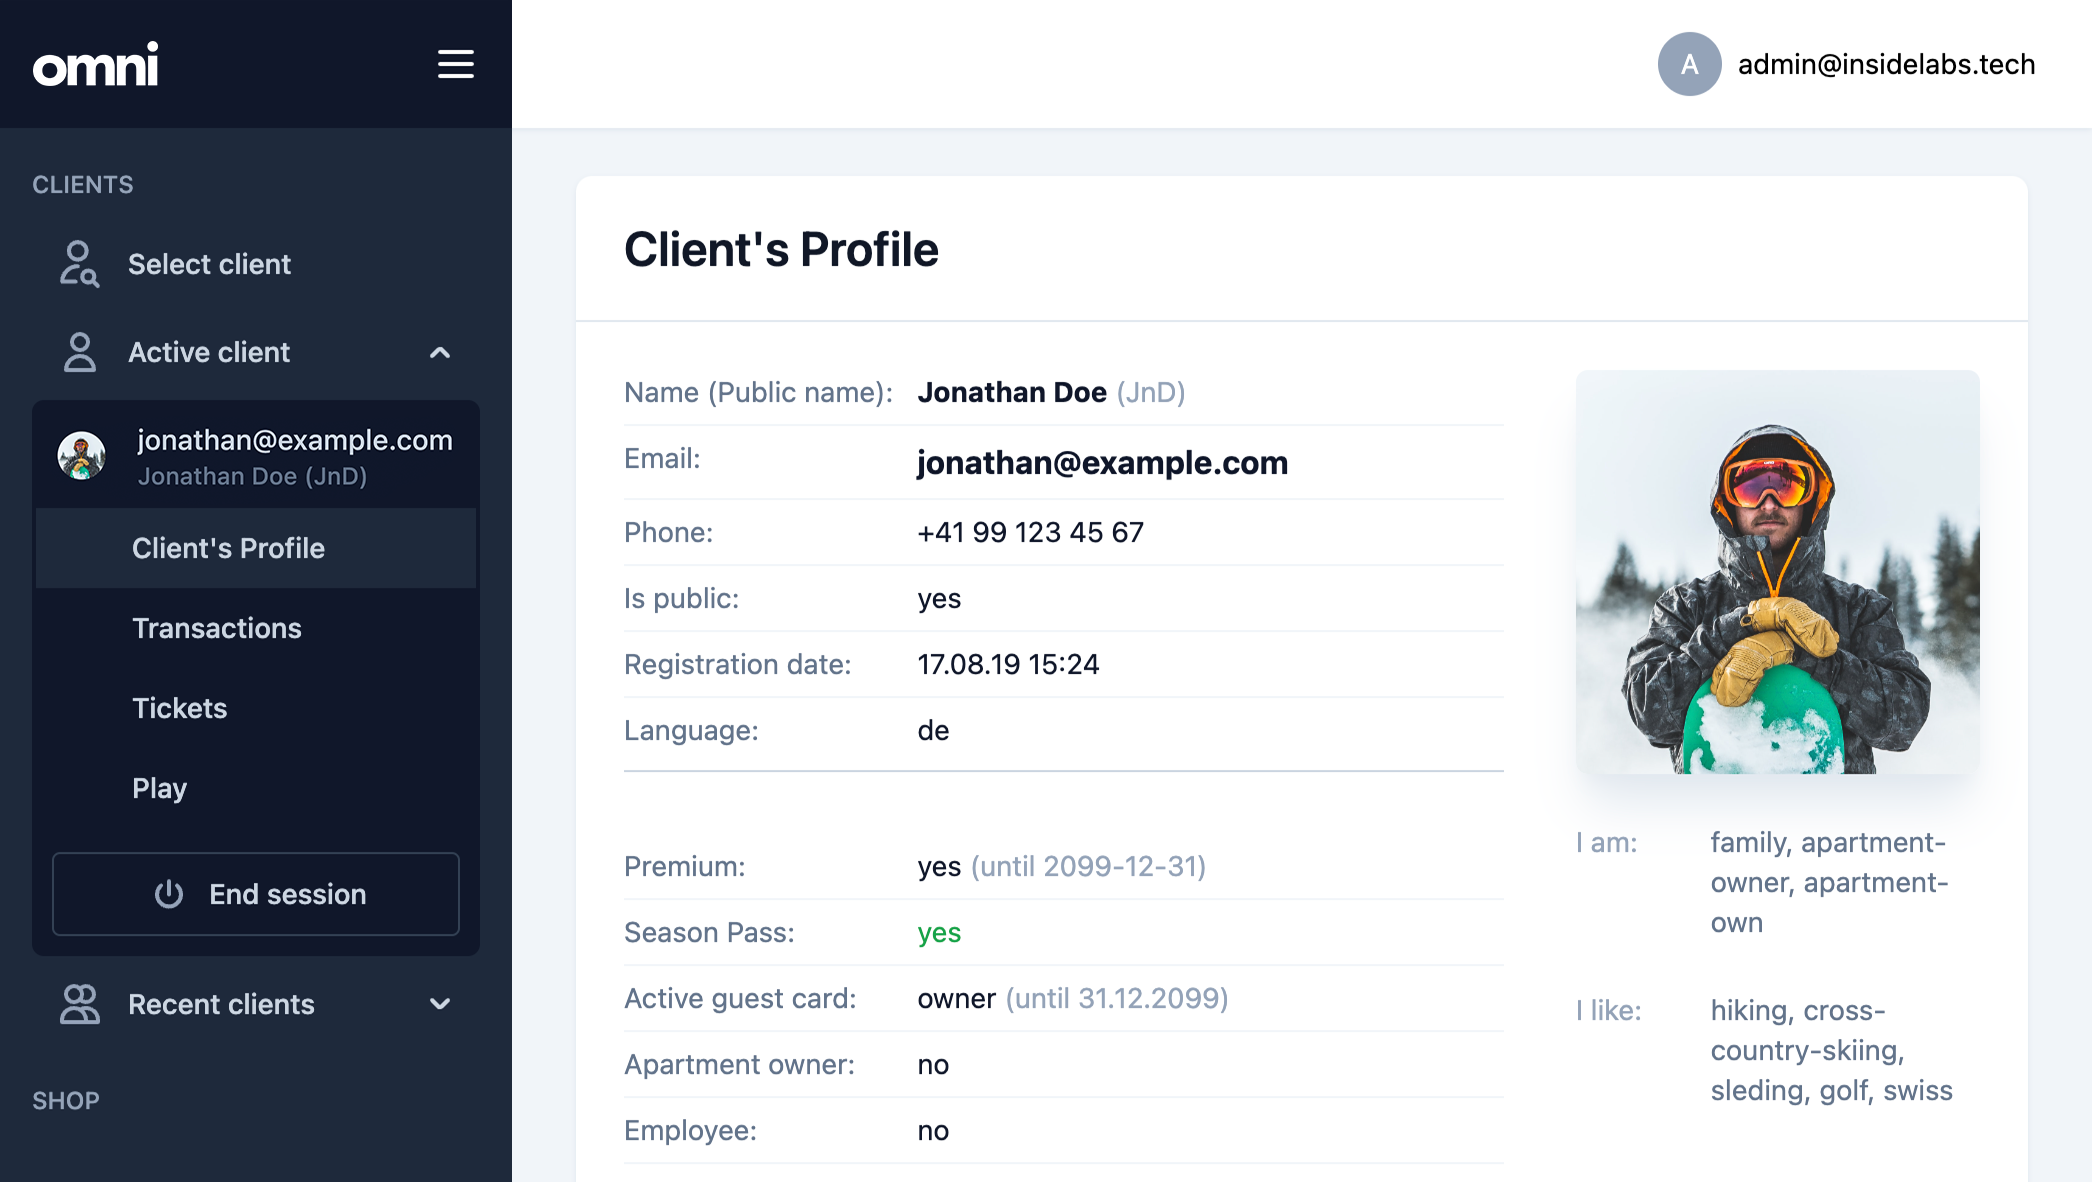 omni
A admin@insidelabs.tech
CLIENTS
Select client
Active client
jonathan@example.com
Jonathan Doe (JnD)
Client's Profile
Transactions
Tickets
Play
End session
Recent clients
SHOP
Client's Profile
Name (Public name): Jonathan Doe (JnD)
Email: jonathan@example.com
Phone: +41 99 123 45 67
Is public: yes
Registration date: 17.08.19 15:24
Language: de
Premium: yes (until 2099-12-31)
Season Pass: yes
Active guest card: owner (until 31.12.2099)
Apartment owner: no
Employee: no
I am: family, apartment-
owner, apartment-
own
I like: hiking, cross-
country-skiing,
sleding, golf, swiss